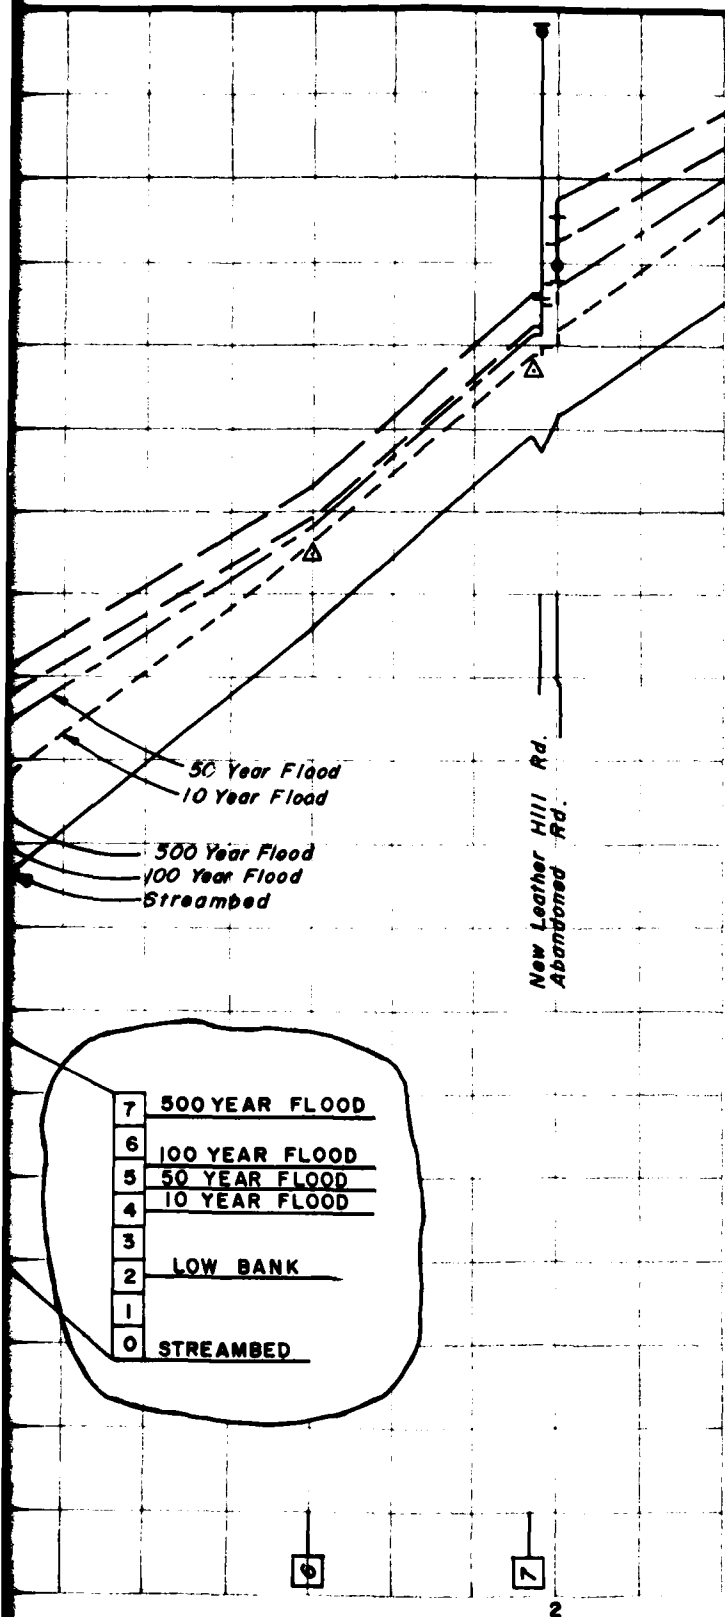 50 Year Flood
10 Year Flood
500 Year Flood
100 Year Flood
Streambed
New Leather Hill Rd.
Abandoned Rd.
7 500 YEAR FLOOD
6
100 YEAR FLOOD
5 50 YEAR FLOOD
4 10 YEAR FLOOD
3
2 LOW BANK
1
0 STREAMBED
6
7
2